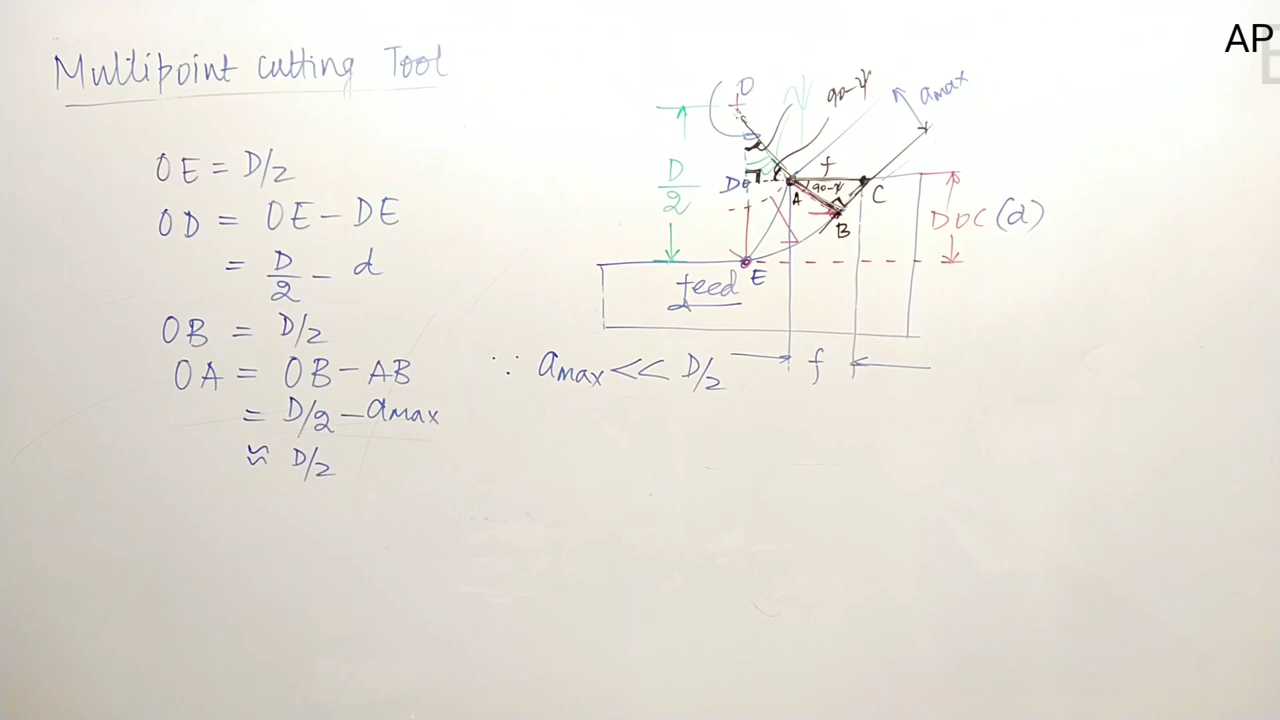 AP
Multipoint Cutting Tool
OE = D/2
OD = OE - DE
= D/2 - d
OB = D/2
OA = OB - AB
= D/2 - amax
≈ D/2
∵ amax << D/2
O
90-ψ
amax
D/2
D
f
90-ψ
A
C
B
DOC (d)
E
feed
f